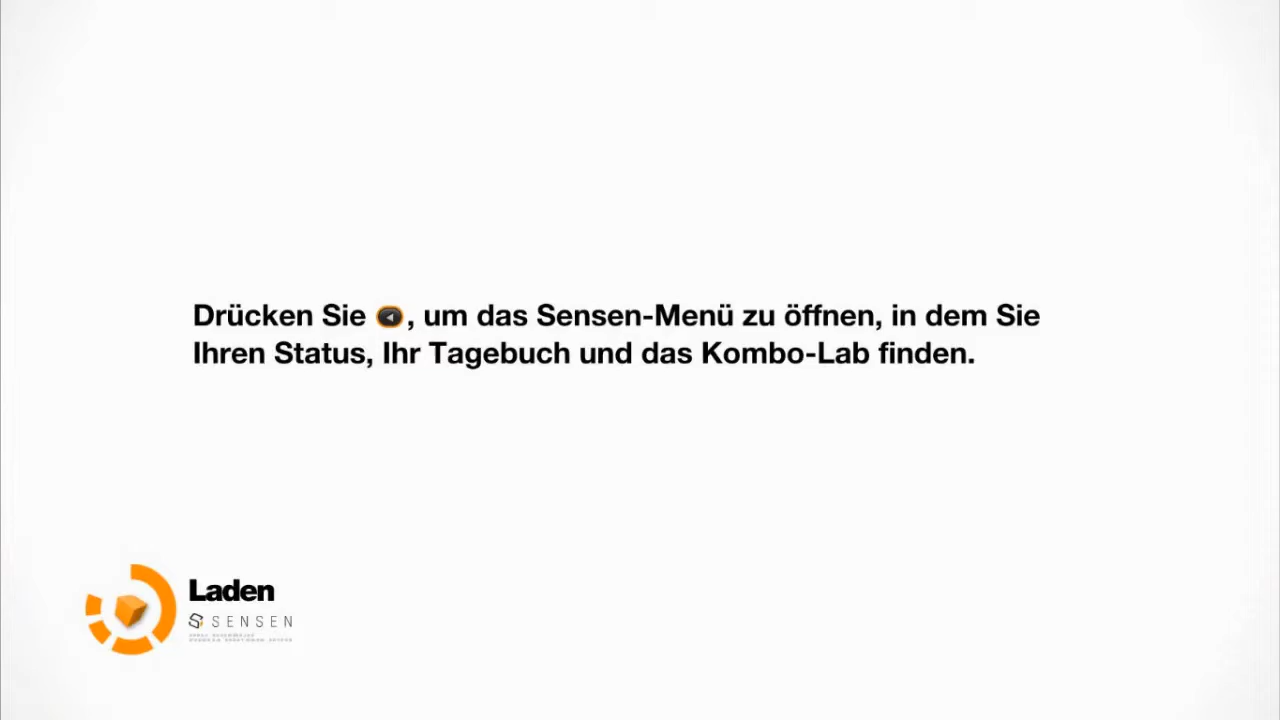 Drücken Sie , um das Sensen-Menü zu öffnen, in dem Sie
Ihren Status, Ihr Tagebuch und das Kombo-Lab finden.
Laden
SENSEN